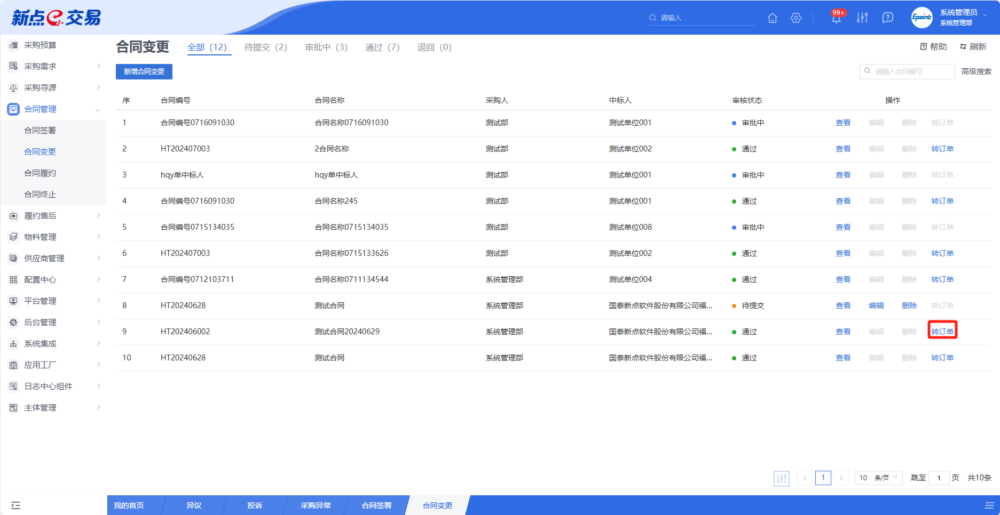 新点e交易
请输入
99+
Epoint
系统管理员
系统管理部
采购预算
采购需求
采购寻源
合同管理
合同签署
合同变更
合同履约
合同终止
履约售后
物料管理
供应商管理
配置中心
平台管理
后台管理
系统集成
应用工厂
日志中心组件
主体管理
合同变更 全部（12） 待提交（2） 审批中（3） 通过（7） 退回（0） 帮助 刷新
新增合同变更 请输入合同编号 高级搜索
序 合同编号 合同名称 采购人 中标人 审核状态 操作
1 合同编号0716091030 合同名称0716091030 测试部 测试单位001 审批中 查看 编辑 删除 转订单
2 HT202407003 2合同名称 测试部 测试单位002 通过 查看 编辑 删除 转订单
3 hqy单中标人 hqy单中标人 测试部 测试单位001 审批中 查看 编辑 删除 转订单
4 合同编号0716091030 合同名称245 测试部 测试单位001 通过 查看 编辑 删除 转订单
5 合同编号0715134035 合同名称0715134035 测试部 测试单位008 审批中 查看 编辑 删除 转订单
6 HT202407003 合同名称0715133626 测试部 测试单位002 通过 查看 编辑 删除 转订单
7 合同编号0712103711 合同名称0711134544 系统管理部 测试单位004 通过 查看 编辑 删除 转订单
8 HT20240628 测试合同 系统管理部 国泰新点软件股份有限公司福... 待提交 查看 编辑 删除 转订单
9 HT202406002 测试合同20240629 系统管理部 国泰新点软件股份有限公司福... 通过 查看 编辑 删除 转订单
10 HT20240628 测试合同 系统管理部 国泰新点软件股份有限公司福... 通过 查看 编辑 删除 转订单
1 10 条/页 跳至 1 页 共10条
我的首页 异议 投诉 采购异常 合同签署 合同变更